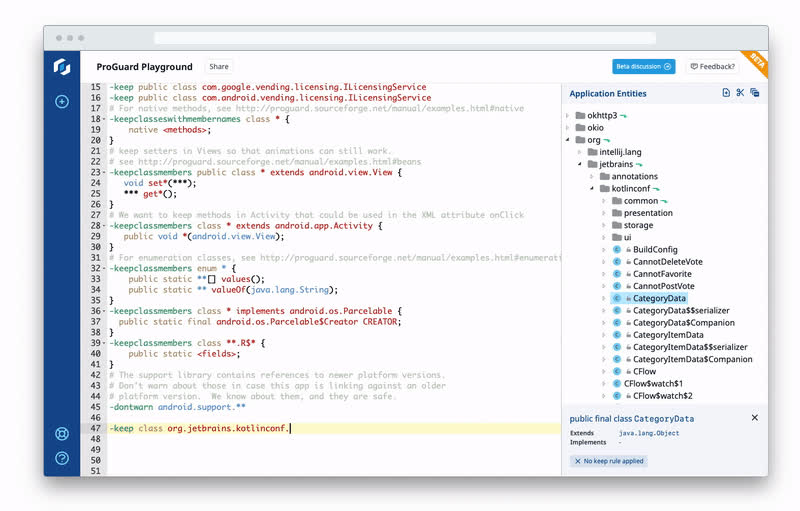 ProGuard Playground
Share
Beta discussion
Feedback?
BETA
15 -keep public class com.google.vending.licensing.ILicensingService
16 -keep public class com.android.vending.licensing.ILicensingService
17 # For native methods, see http://proguard.sourceforge.net/manual/examples.html#native
18 -keepclasseswithmembernames class * {
19 native <methods>;
20 }
21 # keep setters in Views so that animations can still work.
22 # see http://proguard.sourceforge.net/manual/examples.html#beans
23 -keepclassmembers public class * extends android.view.View {
24 void set*(***);
25 *** get*();
26 }
27 # We want to keep methods in Activity that could be used in the XML attribute onClick
28 -keepclassmembers class * extends android.app.Activity {
29 public void *(android.view.View);
30 }
31 # For enumeration classes, see http://proguard.sourceforge.net/manual/examples.html#enumerati
32 -keepclassmembers enum * {
33 public static **[] values();
34 public static ** valueOf(java.lang.String);
35 }
36 -keepclassmembers class * implements android.os.Parcelable {
37 public static final android.os.Parcelable$Creator CREATOR;
38 }
39 -keepclassmembers class **.R$* {
40 public static <fields>;
41 }
42 # The support library contains references to newer platform versions.
43 # Don't warn about those in case this app is linking against an older
44 # platform version. We know about them, and they are safe.
45 -dontwarn android.support.**
46
47 -keep class org.jetbrains.kotlinconf.
48
49
50
51
Application Entities
okhttp3
okio
org
intellij.lang
jetbrains
annotations
kotlinconf
common
presentation
storage
ui
BuildConfig
CannotDeleteVote
CannotFavorite
CannotPostVote
CategoryData
CategoryData$$serializer
CategoryData$Companion
CategoryItemData
CategoryItemData$$serializer
CategoryItemData$Companion
CFlow
CFlow$watch$1
CFlow$watch$2
public final class CategoryData
Extends java.lang.Object
Implements -
No keep rule applied